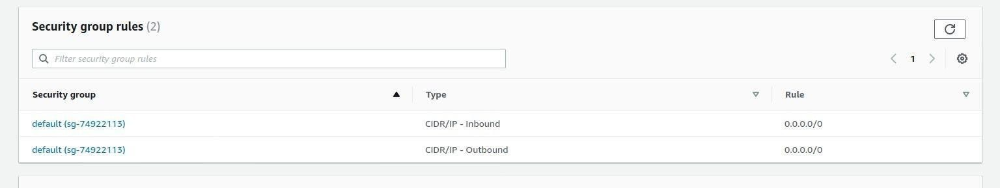 Security group rules (2)
Filter security group rules
1
Security group Type Rule
default (sg-74922113) CIDR/IP - Inbound 0.0.0.0/0
default (sg-74922113) CIDR/IP - Outbound 0.0.0.0/0